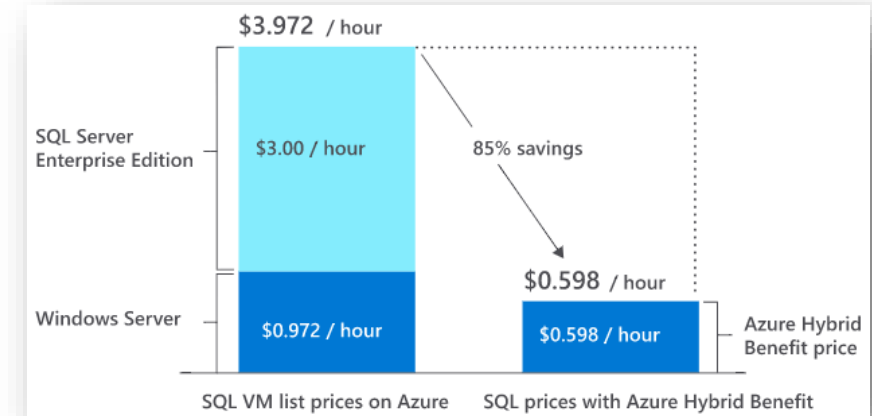 $3.972 / hour
SQL Server
Enterprise Edition
$3.00 / hour
85% savings
$0.598 / hour
Windows Server
$0.972 / hour
$0.598 / hour
Azure Hybrid
Benefit price
SQL VM list prices on Azure
SQL prices with Azure Hybrid Benefit